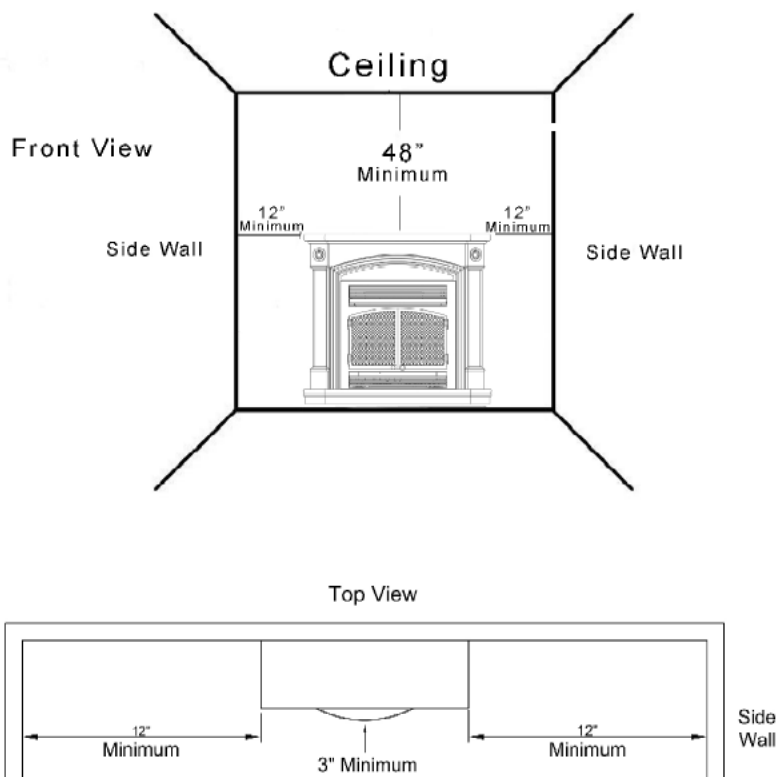 Ceiling
Front View
48"
Minimum
12"
Minimum
12"
Minimum
Side Wall
Side Wall
Top View
12"
Minimum
3" Minimum
12"
Minimum
Side
Wall